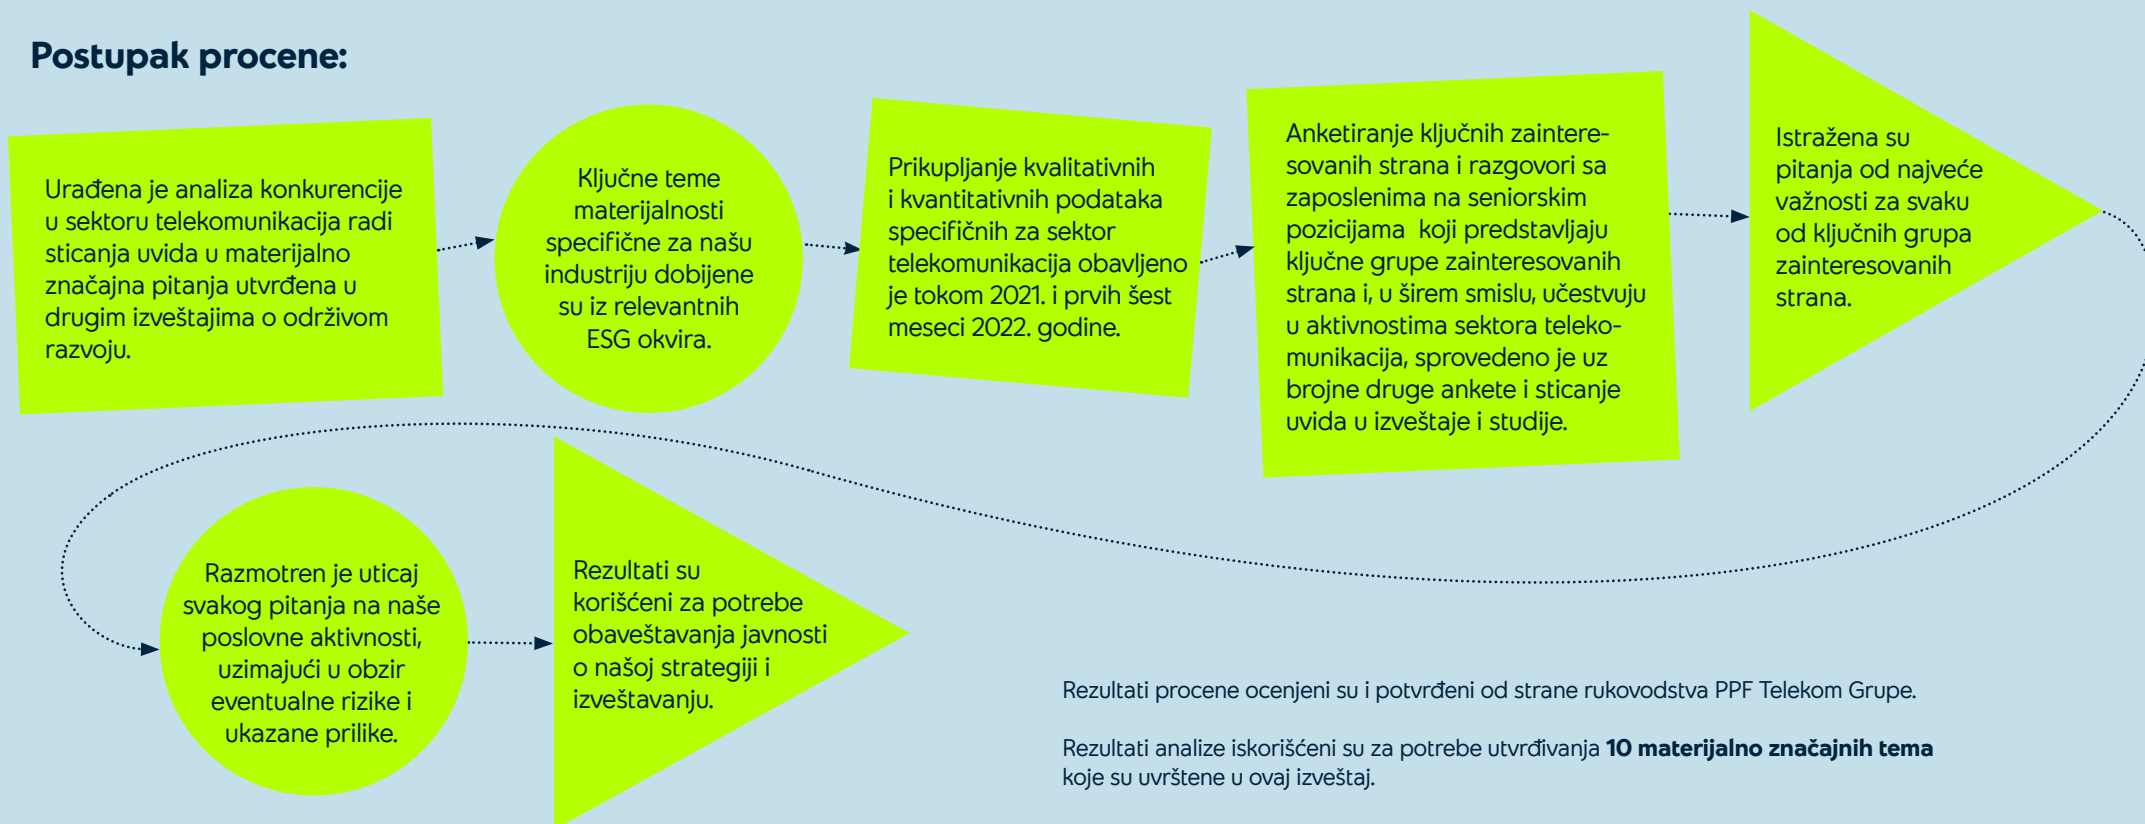 Postupak procene:
Urađena je analiza konkurencije
u sektoru telekomunikacija radi
sticanja uvida u materijalno
značajna pitanja utvrđena u
drugim izveštajima o održivom
razvoju.
Ključne teme
materijalnosti
specifične za našu
industriju dobijene
su iz relevantnih
ESG okvira.
Prikupljanje kvalitativnih
i kvantitativnih podataka
specifičnih za sektor
telekomunikacija obavljeno
je tokom 2021. i prvih šest
meseci 2022. godine.
Anketiranje ključnih zaintere-
sovanih strana i razgovori sa
zaposlenima na seniorskim
pozicijama koji predstavljaju
ključne grupe zainteresovanih
strana i, u širem smislu, učestvuju
u aktivnostima sektora teleko-
munikacija, sprovedeno je uz
brojne druge ankete i sticanje
uvida u izveštaje i studije.
Istražena su
pitanja od najveće
važnosti za svaku
od ključnih grupa
zainteresovanih
strana.
Razmotren je uticaj
svakog pitanja na naše
poslovne aktivnosti,
uzimajući u obzir
eventualne rizike i
ukazane prilike.
Rezultati su
korišćeni za potrebe
obaveštavanja javnosti
o našoj strategiji i
izveštavanju.
Rezultati procene ocenjeni su i potvrđeni od strane rukovodstva PPF Telekom Grupe.
Rezultati analize iskorišćeni su za potrebe utvrđivanja 10 materijalno značajnih tema
koje su uvrštene u ovaj izveštaj.